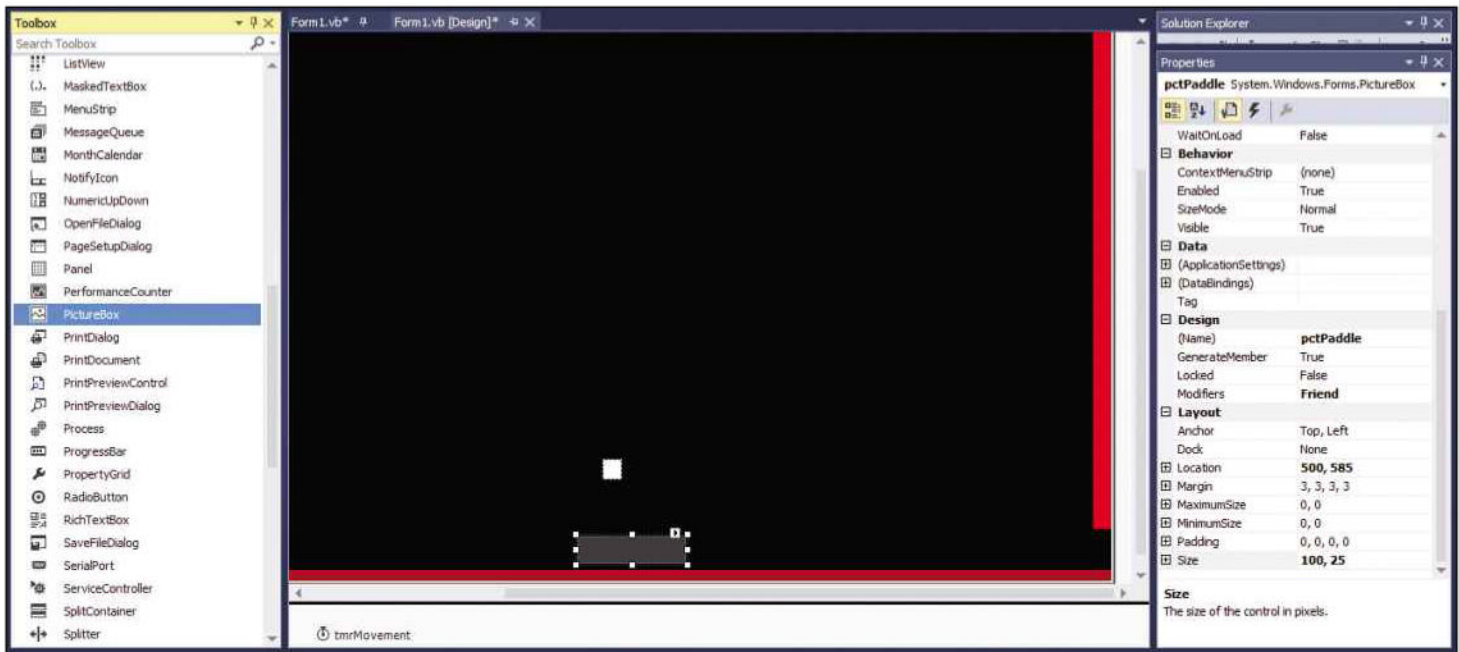 Toolbox
Search Toolbox
ListView
MaskedTextBox
MenuStrip
MessageQueue
MonthCalendar
NotifyIcon
NumericUpDown
OpenFileDialog
PageSetupDialog
Panel
PerformanceCounter
PictureBox
PrintDialog
PrintDocument
PrintPreviewControl
PrintPreviewDialog
Process
ProgressBar
PropertyGrid
RadioButton
RichTextBox
SaveFileDialog
SerialPort
ServiceController
SplitContainer
Splitter
Form1.vb* Form1.vb [Design]*
tmrMovement
Solution Explorer
Properties
pctPaddle System.Windows.Forms.PictureBox
WaitOnLoad False
Behavior
ContextMenuStrip (none)
Enabled True
SizeMode Normal
Visible True
Data
(ApplicationSettings)
(DataBindings)
Tag
Design
(Name) pctPaddle
GenerateMember True
Locked False
Modifiers Friend
Layout
Anchor Top, Left
Dock None
Location 500, 585
Margin 3, 3, 3, 3
MaximumSize 0, 0
MinimumSize 0, 0
Padding 0, 0, 0, 0
Size 100, 25
Size
The size of the control in pixels.